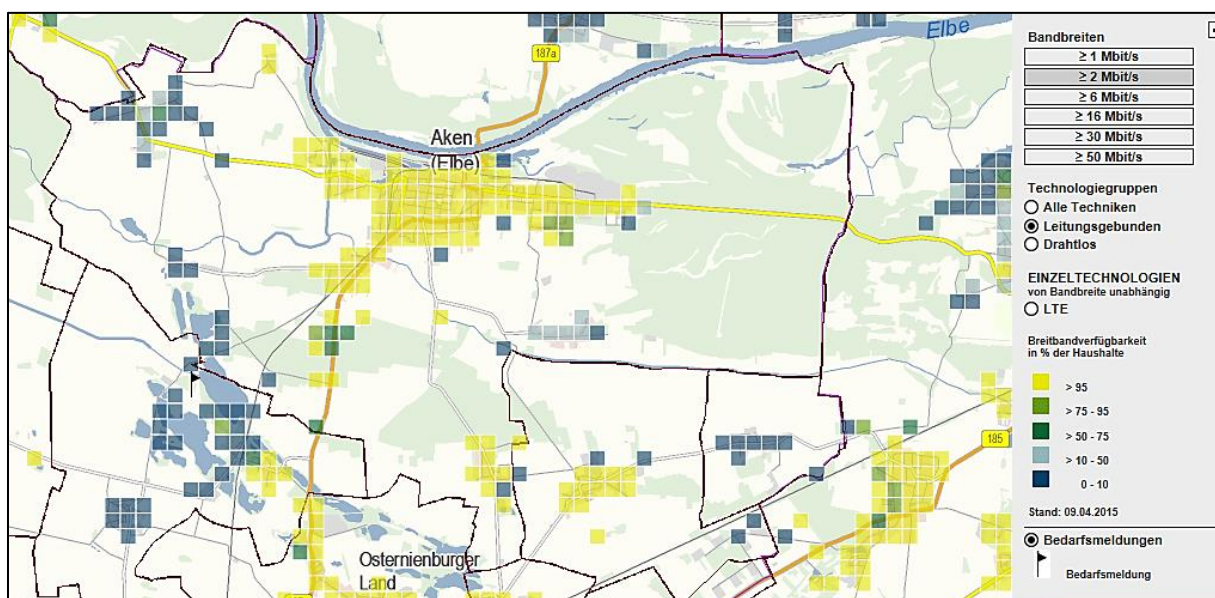 187a
Elbe
Aken
(Elbe)
185
Osternienburger
Land
Bandbreiten
≥ 1 Mbit/s
≥ 2 Mbit/s
≥ 6 Mbit/s
≥ 16 Mbit/s
≥ 30 Mbit/s
≥ 50 Mbit/s
Technologiegruppen
Alle Techniken
Leitungsgebunden
Drahtlos
EINZELTECHNOLOGIEN
von Bandbreite unabhängig
LTE
Breitbandverfügbarkeit
in % der Haushalte
> 95
> 75 - 95
> 50 - 75
> 10 - 50
0 - 10
Stand: 09.04.2015
Bedarfsmeldungen
Bedarfsmeldung